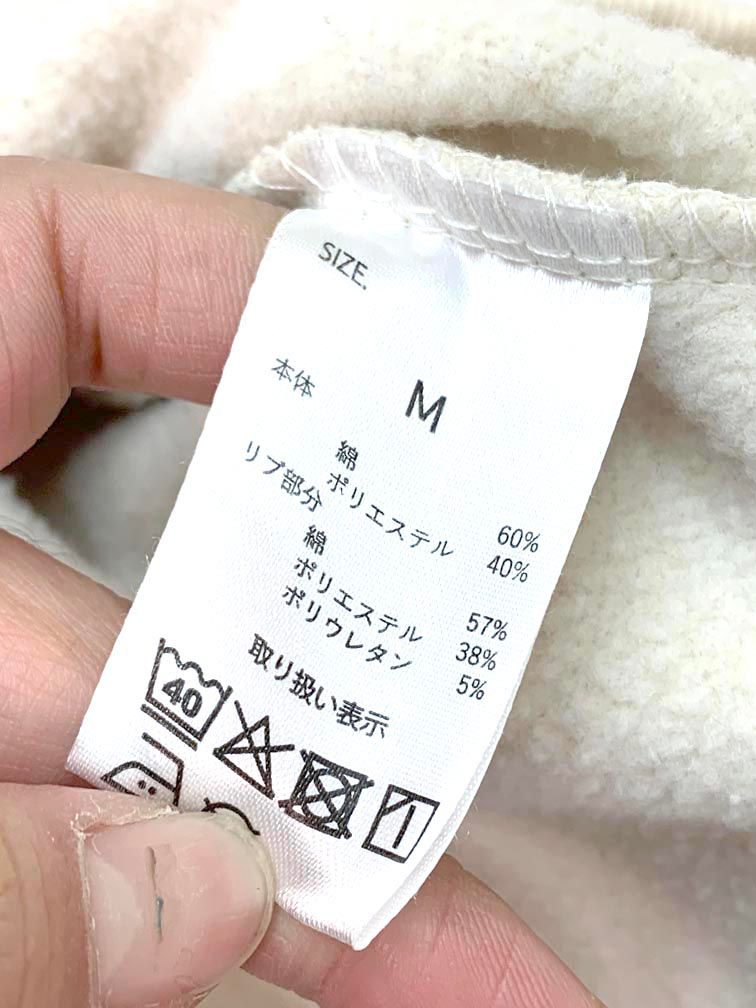 SIZE.
M
本体
綿 60%
ポリエステル 40%
リブ部分
綿 57%
ポリエステル 38%
ポリウレタン 5%
取り扱い表示
40